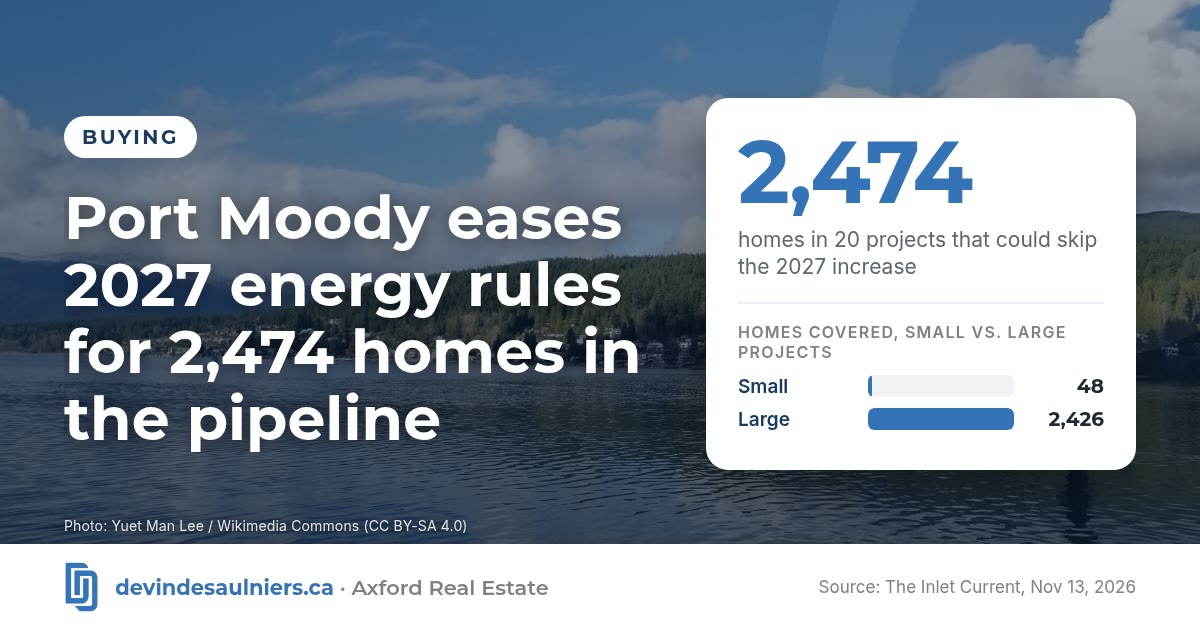 BUYING
Port Moody eases
2027 energy rules
for 2,474 homes in
the pipeline
Photo: Yuet Man Lee / Wikimedia Commons (CC BY-SA 4.0)
2,474
homes in 20 projects that could skip
the 2027 increase
HOMES COVERED, SMALL VS. LARGE
PROJECTS
Small 48
Large 2,426
devindesaulniers.ca · Axford Real Estate
Source: The Inlet Current, Nov 13, 2026